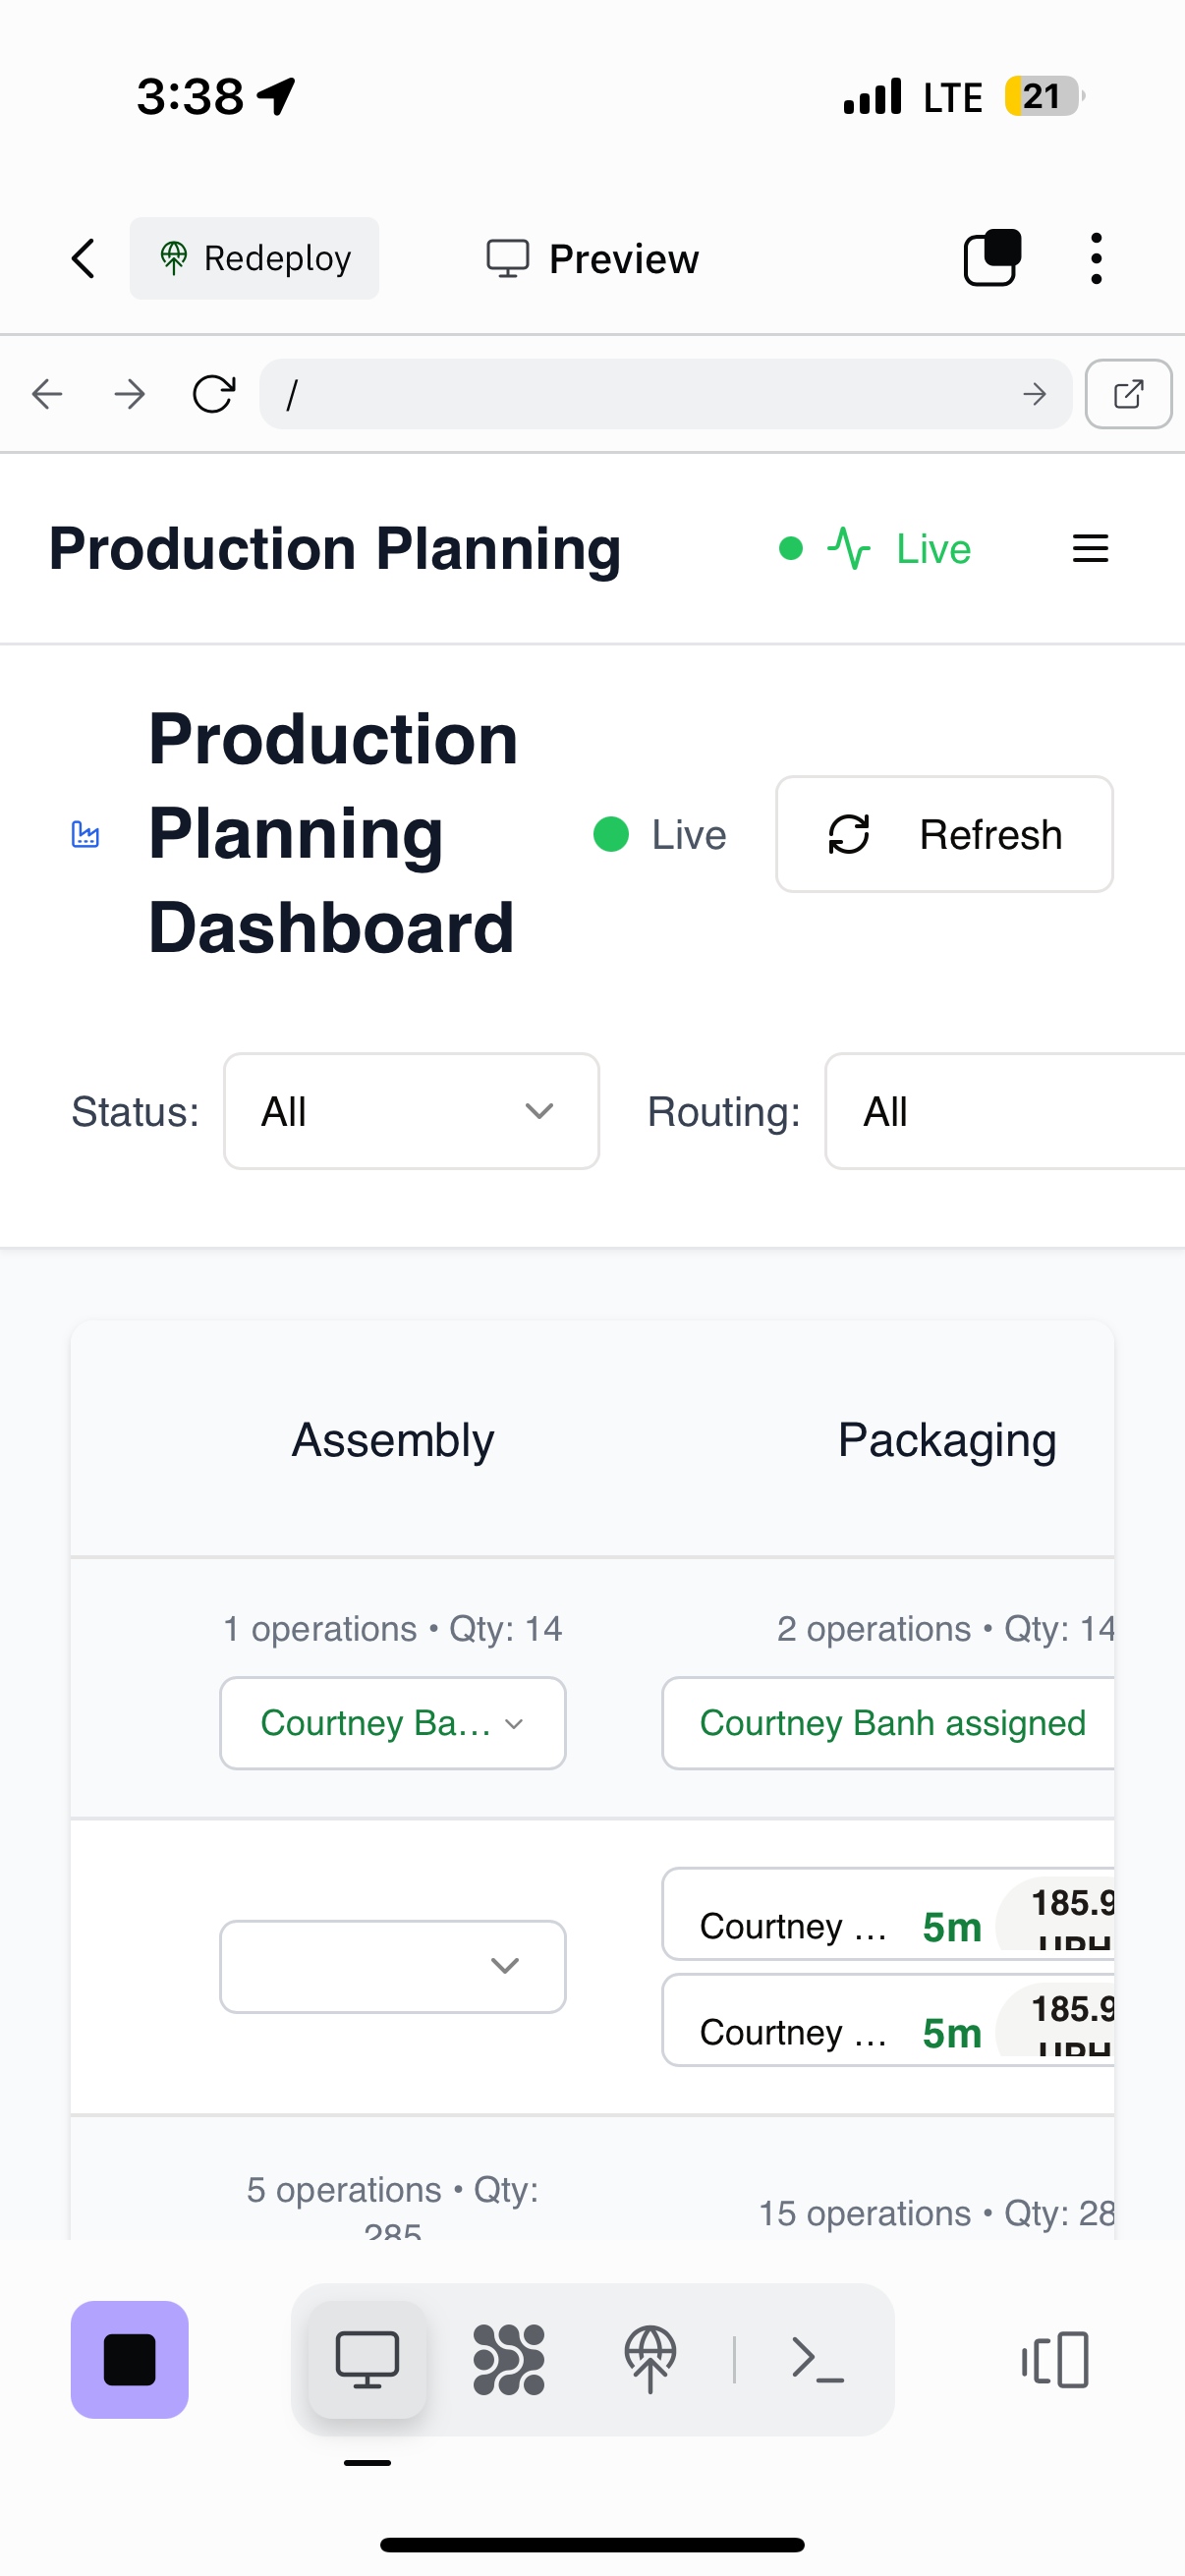 3:38
LTE
21
Redeploy
Preview
/
Production Planning
Live
Production
Planning
Dashboard
Live
Refresh
Status:
All
Routing:
All
Assembly
Packaging
1 operations • Qty: 14
2 operations • Qty: 14
Courtney Ba...
Courtney Banh assigned
Courtney ...
5m
185.9
UPH
Courtney ...
5m
185.9
UPH
5 operations • Qty:
285
15 operations • Qty: 28